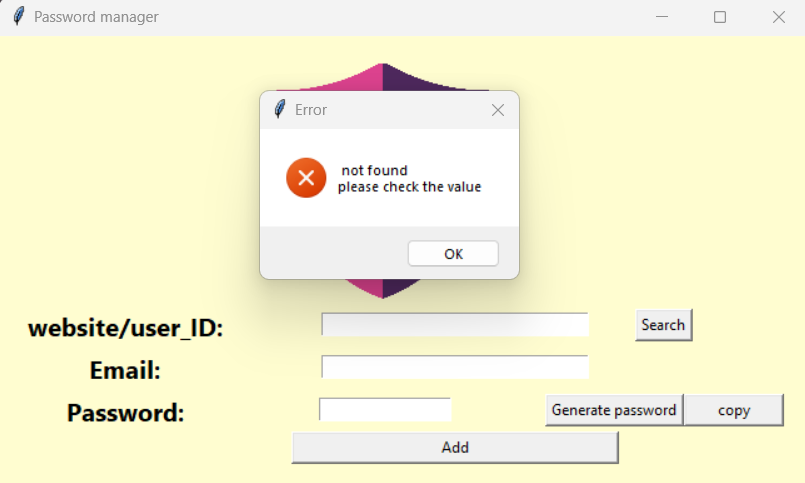 Password manager
Error
not found
please check the value
OK
website/user_ID:
Search
Email:
Password:
Generate password
copy
Add